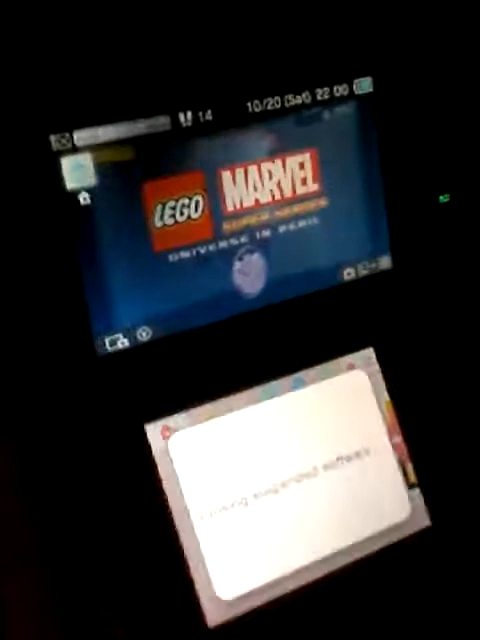 14 10/20 (Sat) 22 00
LEGO
MARVEL
SUPER HEROES
UNIVERSE IN PERIL
Closing suspended software...